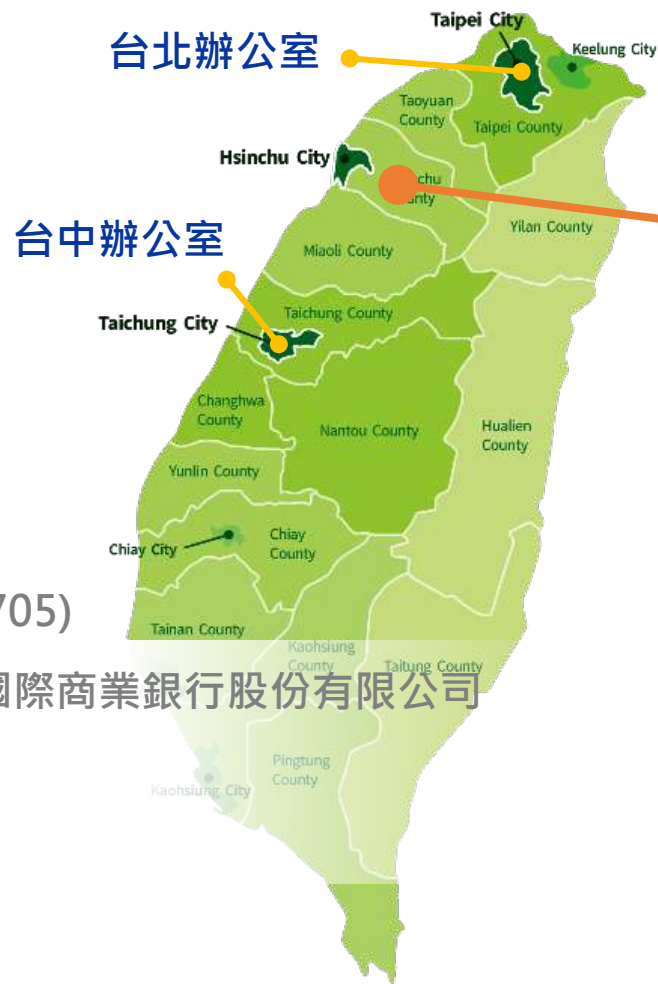 Taipei City
台北辦公室
Keelung City
Taoyuan
County
Taipei County
Hsinchu City
chu
unty
Yilan County
台中辦公室
Miaoli County
Taichung County
Taichung City
Changhwa
County
Nantou County
Hualien
County
Yunlin County
Chiay City
Chiay
County
705)
Tainan County
Kaohsiung
County
Taitung County
國際商業銀行股份有限公司
Pingtung
County
Kaohsiung City